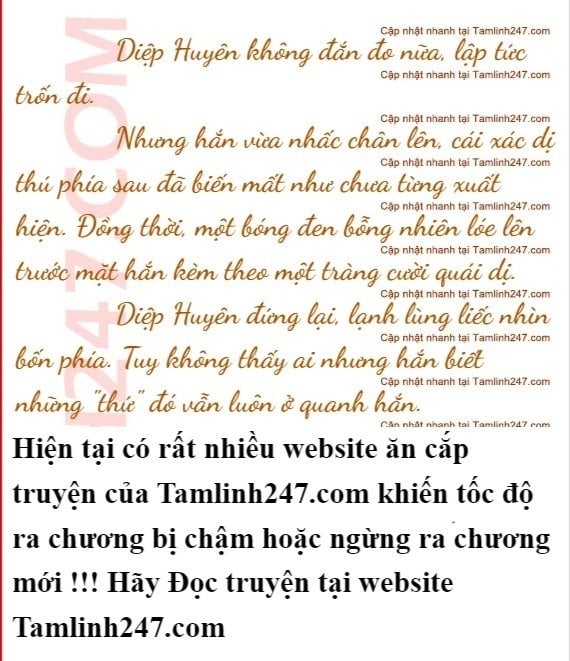 Cập nhật nhanh tại Tamlinh247.com
Diệp Huyên không đắn đo nữa, lập tức
Cập nhật nhanh tại Tamlinh247.com
trốn đi.
Cập nhật nhanh tại Tamlinh247.com
Nhưng hắn vừa nhấc chân lên, cái xác dị
Cập nhật nhanh tại Tamlinh247.com
thú phía sau đã biến mất như chưa từng xuất
Cập nhật nhanh tại Tamlinh247.com
hiện. Đồng thời, một bóng đen bỗng nhiên lóe lên
Cập nhật nhanh tại Tamlinh247.com
trước mặt hắn kèm theo một tràng cười quái dị.
Cập nhật nhanh tại Tamlinh247.com
Diệp Huyên đứng lại, lạnh lùng liếc nhìn
Cập nhật nhanh tại Tamlinh247.com
bốn phía. Tuy không thấy ai nhưng hắn biết
Cập nhật nhanh tại Tamlinh247.com
những "thứ" đó vẫn luôn ở quanh hắn.
Cập nhật nhanh tại Tamlinh247.com
I247 COM
Hiện tại có rất nhiều website ăn cắp
truyện của Tamlinh247.com khiến tốc độ
ra chương bị chậm hoặc ngừng ra chương
mới !!! Hãy Đọc truyện tại website
Tamlinh247.com